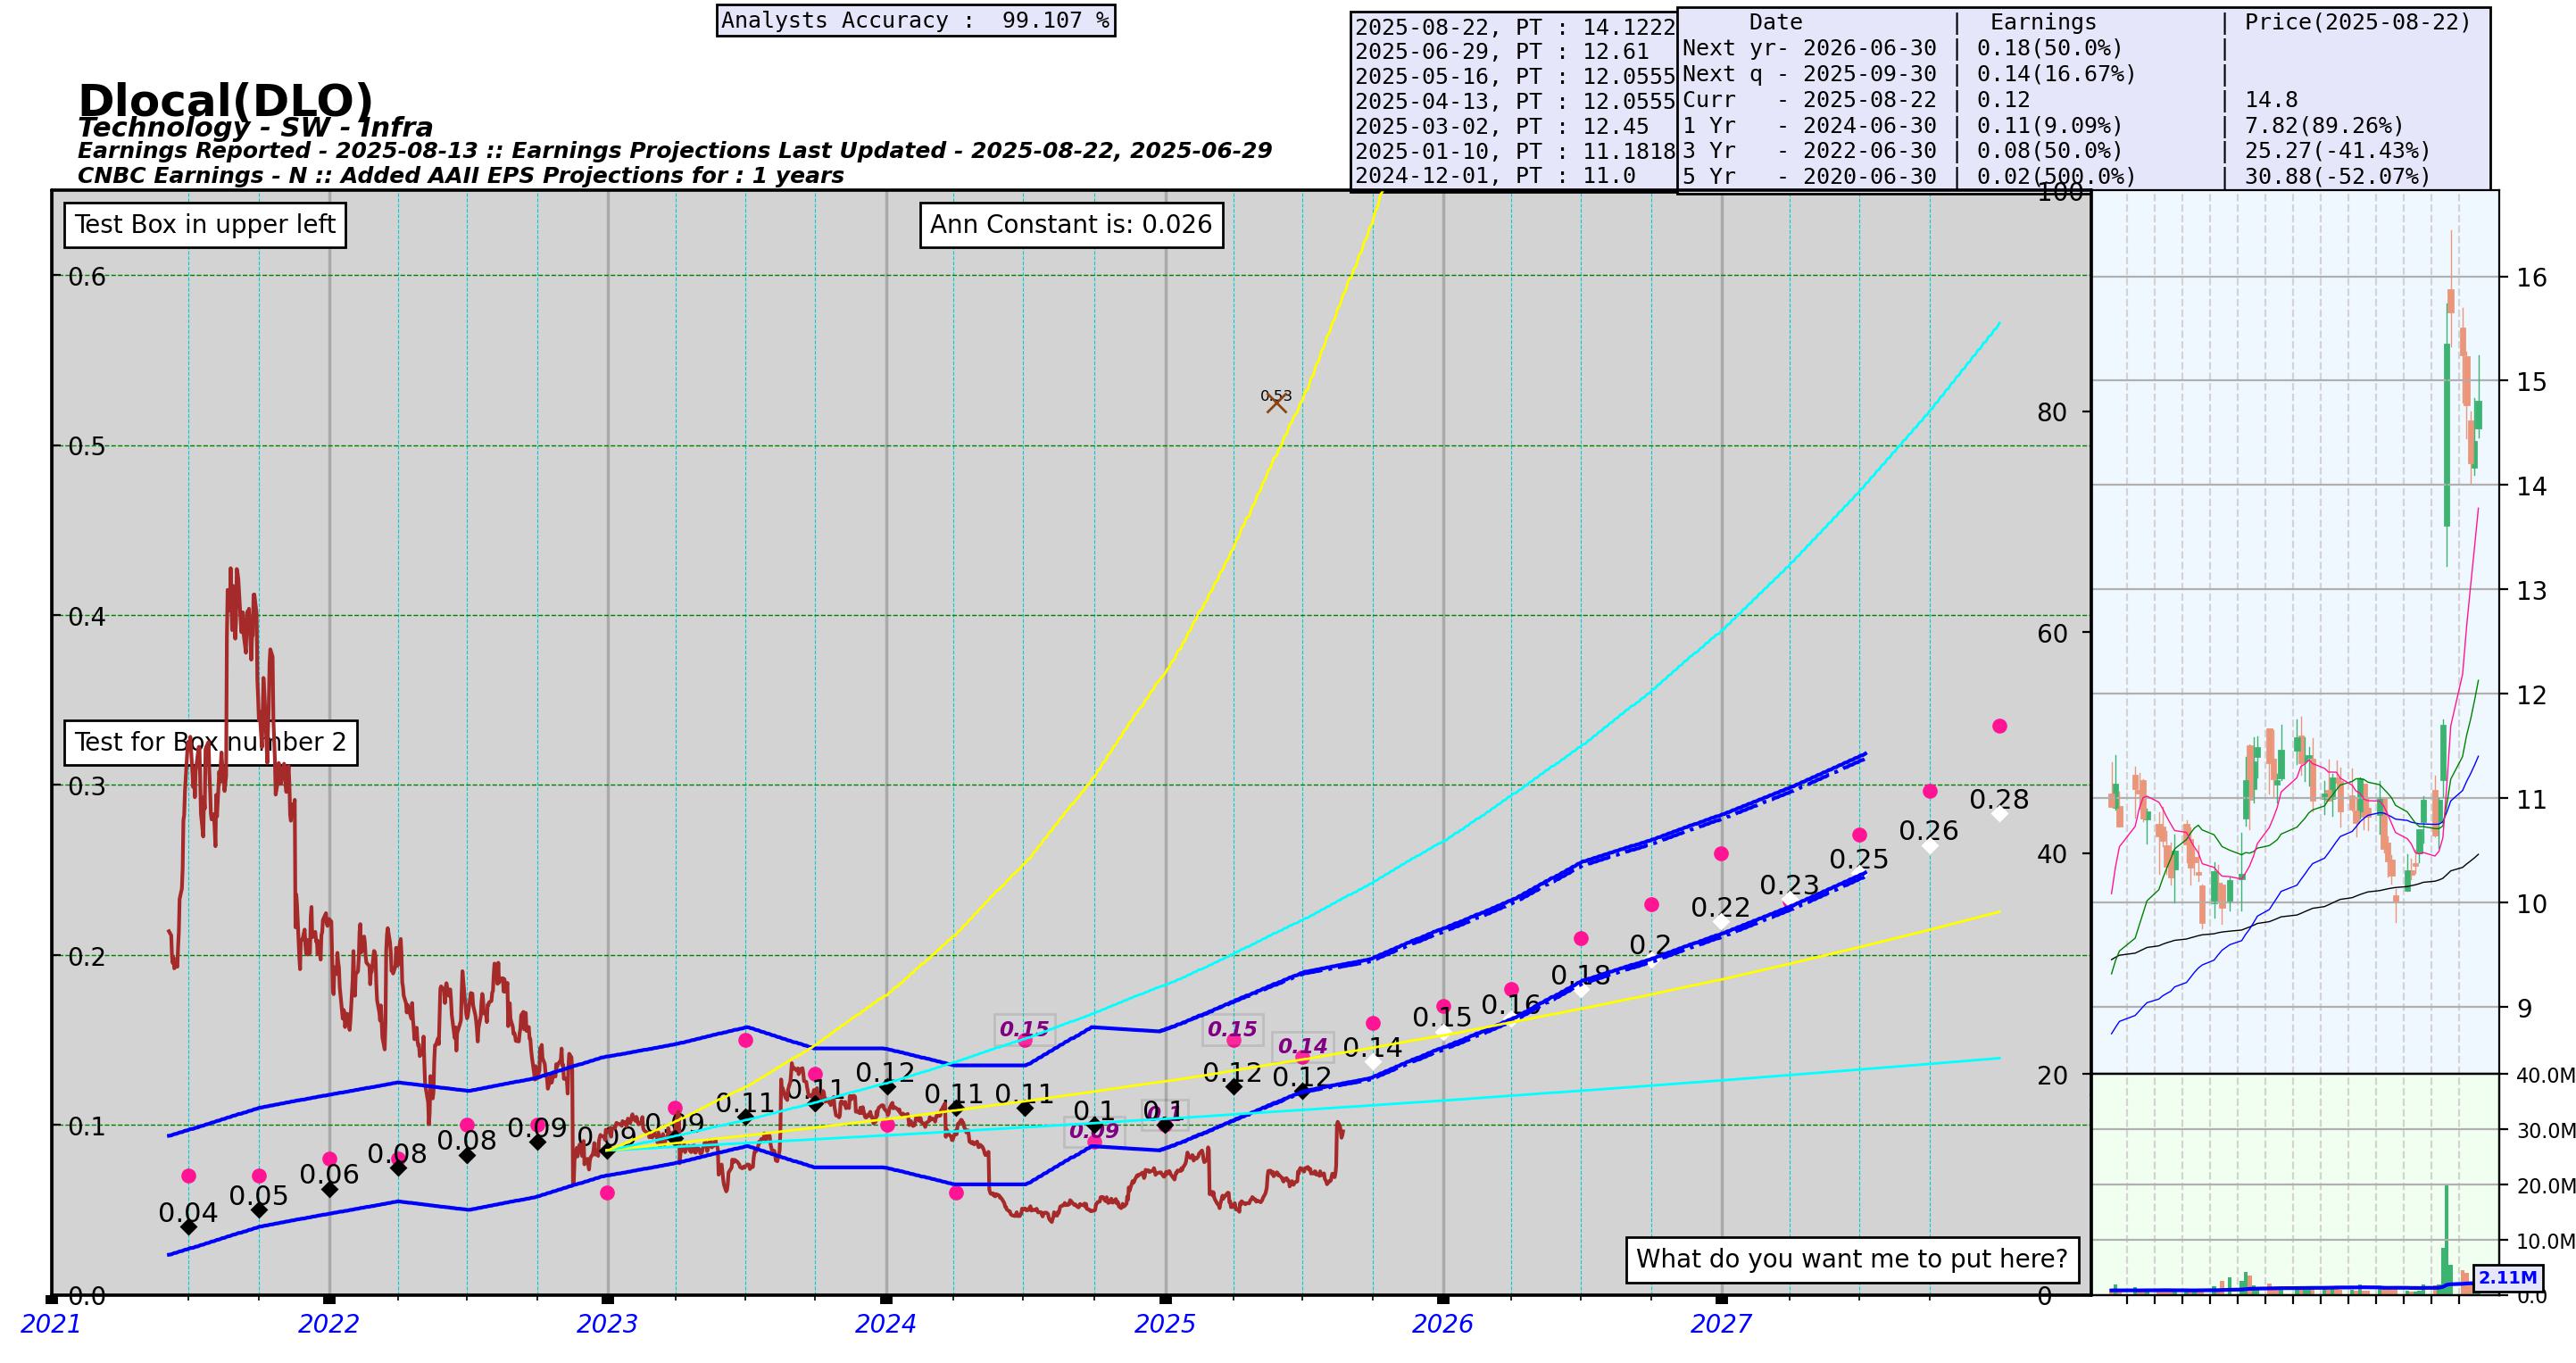 Analysts Accuracy :  99.107 %
Dlocal(DLO)
Technology - SW - Infra
Earnings Reported - 2025-08-13 :: Earnings Projections Last Updated - 2025-08-22, 2025-06-29
CNBC Earnings - N :: Added AAII EPS Projections for : 1 years
2025-08-22, PT : 14.1222
2025-06-29, PT : 12.61
2025-05-16, PT : 12.0555
2025-04-13, PT : 12.0555
2025-03-02, PT : 12.45
2025-01-10, PT : 11.1818
2024-12-01, PT : 11.0
Date | Earnings | Price(2025-08-22)
Next yr- 2026-06-30 | 0.18(50.0%) |
Next q - 2025-09-30 | 0.14(16.67%) |
Curr - 2025-08-22 | 0.12 | 14.8
1 Yr - 2024-06-30 | 0.11(9.09%) | 7.82(89.26%)
3 Yr - 2022-06-30 | 0.08(50.0%) | 25.27(-41.43%)
5 Yr - 2020-06-30 | 0.02(500.0%) | 30.88(-52.07%)
Test Box in upper left
Ann Constant is: 0.026
Test for Box number 2
What do you want me to put here?
0.6
0.5
0.4
0.3
0.2
0.1
0.0
100
80
60
40
20
0
0.53
0.04
0.05
0.06
0.08
0.08
0.09
0.09
0.09
0.11
0.11
0.12
0.11
0.11
0.1
0.1
0.12
0.12
0.14
0.15
0.16
0.18
0.2
0.22
0.23
0.25
0.26
0.28
0.15
0.09
0.1
0.15
0.14
16
15
14
13
12
11
10
9
40.0M
30.0M
20.0M
10.0M
0.0
2.11M
2021
2022
2023
2024
2025
2026
2027